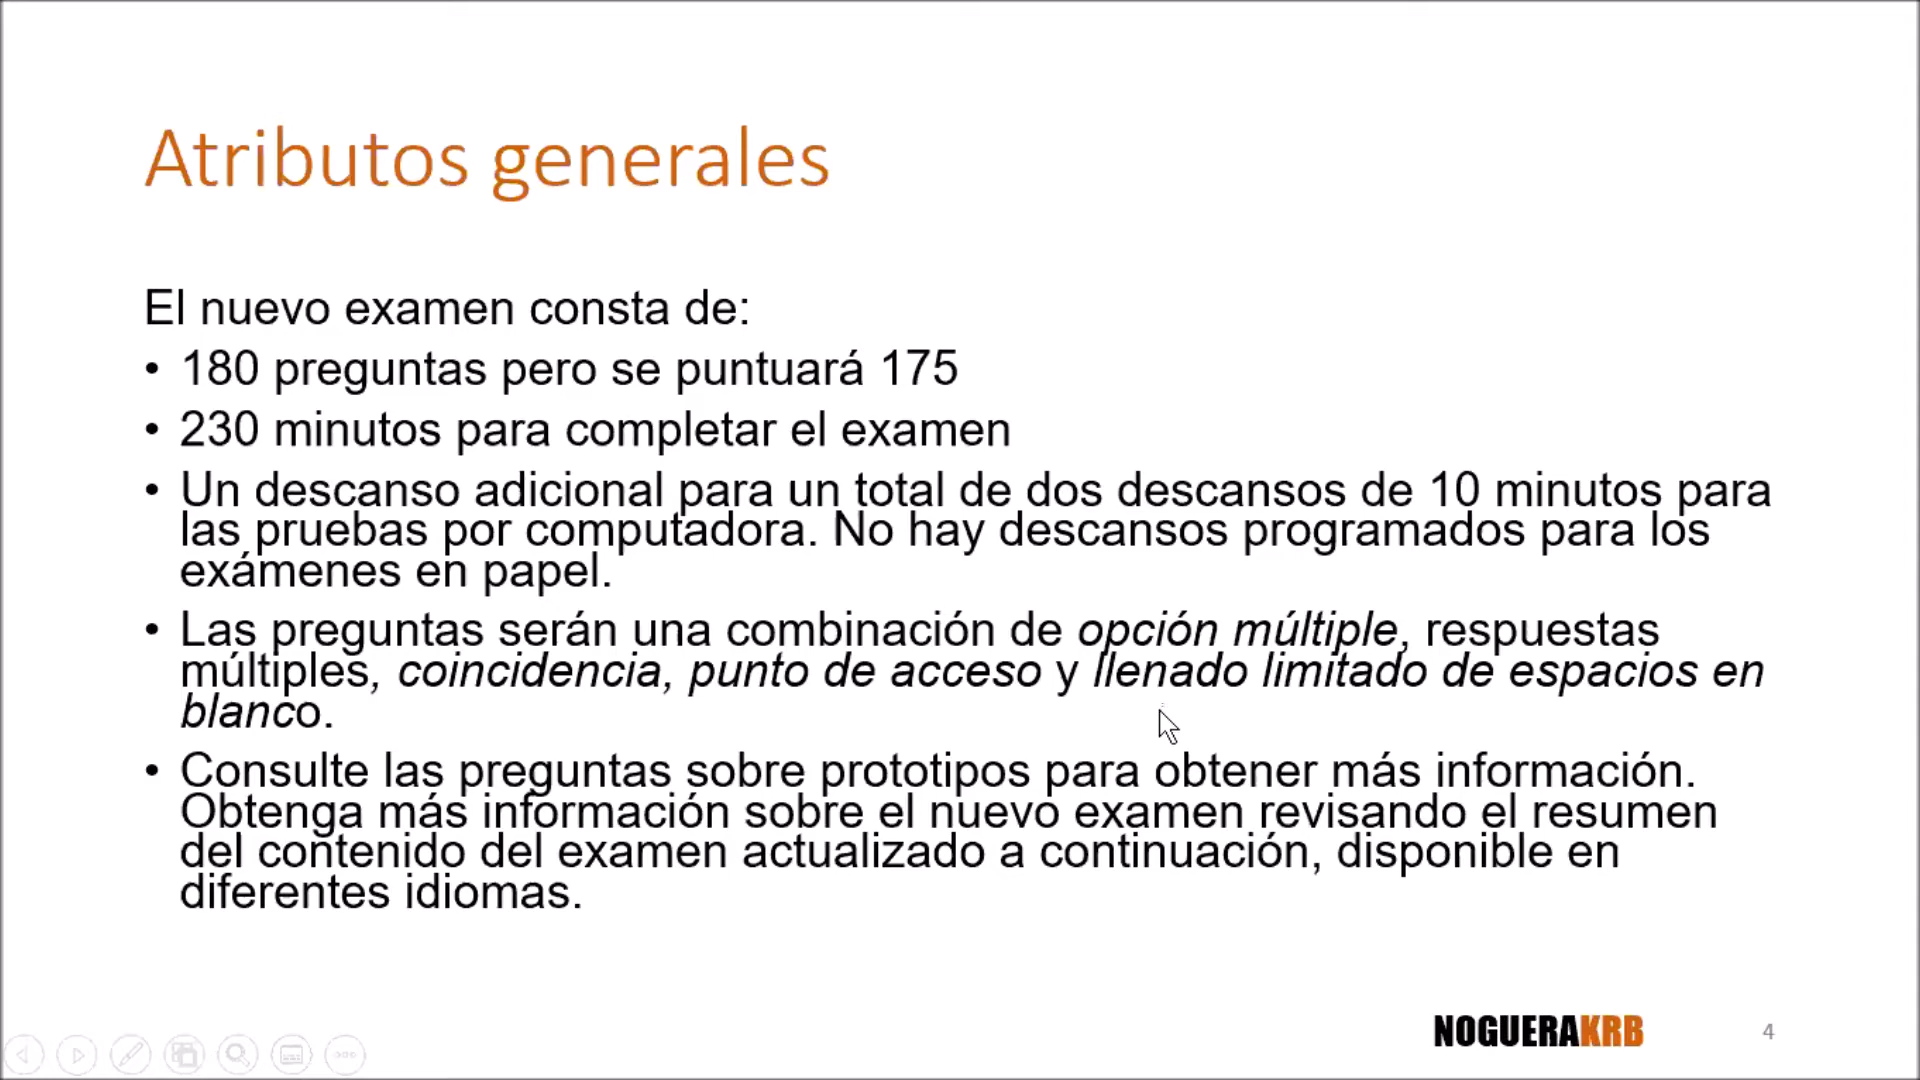 Atributos generales
El nuevo examen consta de:
• 180 preguntas pero se puntuará 175
• 230 minutos para completar el examen
• Un descanso adicional para un total de dos descansos de 10 minutos para
las pruebas por computadora. No hay descansos programados para los
exámenes en papel.
• Las preguntas serán una combinación de opción múltiple, respuestas
múltiples, coincidencia, punto de acceso y llenado limitado de espacios en
blanco.
• Consulte las preguntas sobre prototipos para obtener más información.
Obtenga más información sobre el nuevo examen revisando el resumen
del contenido del examen actualizado a continuación, disponible en
diferentes idiomas.
NOGUERAKRB
4